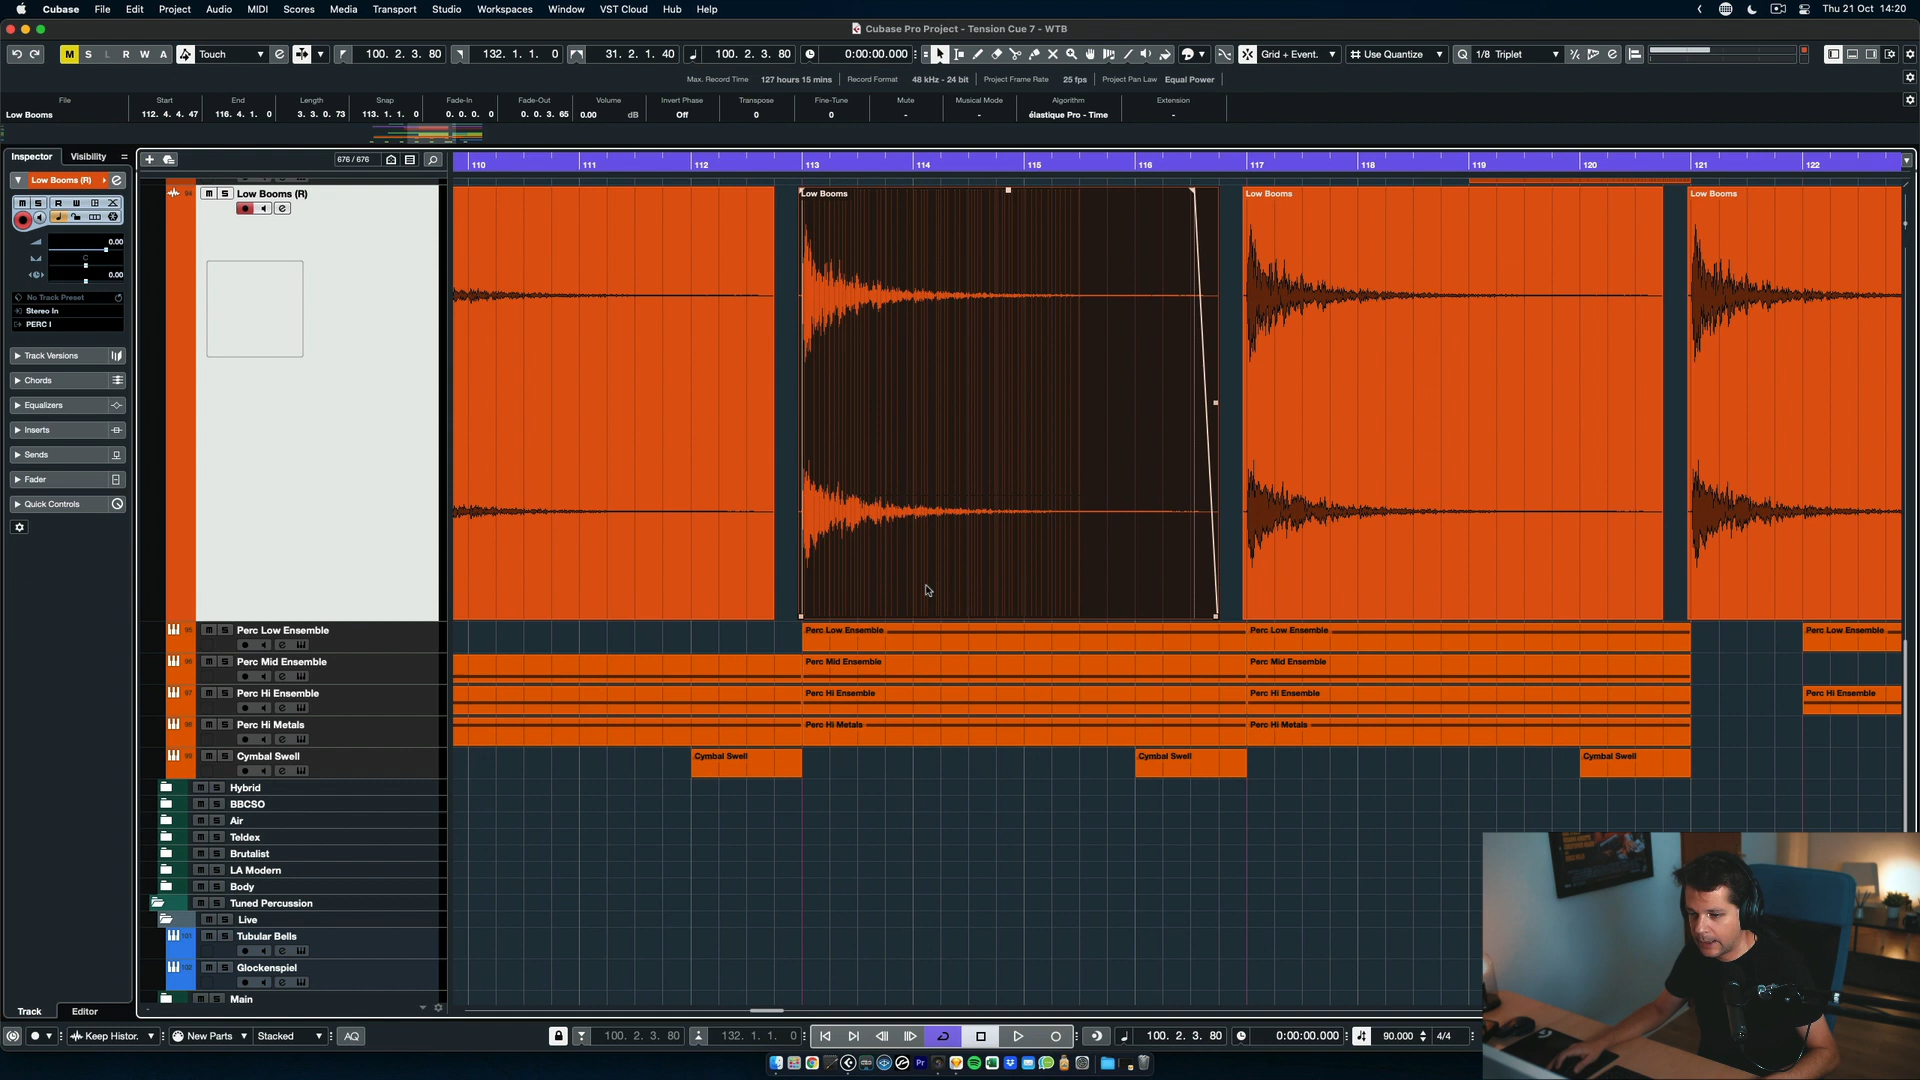 Cubase File Edit Project Audio MIDI Scores Media Transport Studio Workspaces Window VST Cloud Hub Help Thu 21 Oct 14:20
Cubase Pro Project - Tension Cue 7 - WTB
M S L R W A Touch 100. 2. 3. 80 132. 1. 1. 0 31. 2. 1. 40 100. 2. 3. 80 0:00:00.000 Grid + Event. Use Quantize Q 1/8 Triplet
Max. Record Time 127 hours 15 mins Record Format 48 kHz - 24 bit Project Frame Rate 25 fps Project Pan Law Equal Power
File Start End Length Snap Fade-In Fade-Out Volume Invert Phase Transpose Fine-Tune Mute Musical Mode Algorithm Extension
Low Booms 112. 4. 4. 47 116. 4. 1. 0 3. 3. 0. 73 113. 1. 1. 0 0. 0. 0. 0 0. 0. 3. 65 0.00 dB Off 0 0 - - élastique Pro - Time -
Inspector Visibility
676 / 676
110 111 112 113 114 115 116 117 118 119 120 121 122
Low Booms (R)
M S R W
0.00
C
0.00
No Track Preset
Stereo In
PERC I
Track Versions
Chords
Equalizers
Inserts
Sends
Fader
Quick Controls
94 M S Low Booms (R)
Low Booms Low Booms Low Booms
95 M S Perc Low Ensemble
Perc Low Ensemble Perc Low Ensemble Perc Low Ensemble
96 M S Perc Mid Ensemble
Perc Mid Ensemble Perc Mid Ensemble
97 M S Perc Hi Ensemble
Perc Hi Ensemble Perc Hi Ensemble Perc Hi Ensemble
98 M S Perc Hi Metals
Perc Hi Metals Perc Hi Metals
99 M S Cymbal Swell
Cymbal Swell Cymbal Swell Cymbal Swell
M S Hybrid
M S BBCSO
M S Air
M S Teldex
M S Brutalist
M S LA Modern
M S Body
M S Tuned Percussion
M S Live
101 M S Tubular Bells
102 M S Glockenspiel
M S Main
Track Editor
Keep Histor. New Parts Stacked AQ 100. 2. 3. 80 132. 1. 1. 0 100. 2. 3. 80 0:00:00.000 90.000 4/4